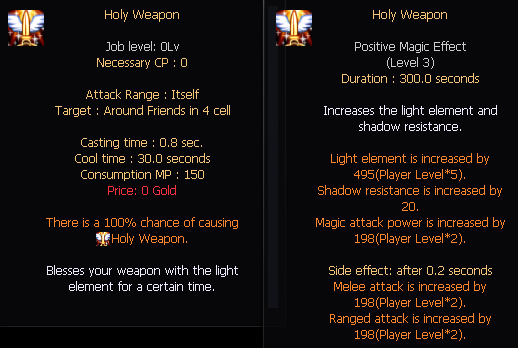 Holy Weapon
Job level: 0Lv
Necessary CP : 0
Attack Range : Itself
Target : Around Friends in 4 cell
Casting time : 0.8 sec.
Cool time : 30.0 seconds
Consumption MP : 150
Price: 0 Gold
There is a 100% chance of causing
Holy Weapon.
Blesses your weapon with the light
element for a certain time.
Holy Weapon
Positive Magic Effect
(Level 3)
Duration : 300.0 seconds
Increases the light element and
shadow resistance.
Light element is increased by
495(Player Level*5).
Shadow resistance is increased by
20.
Magic attack power is increased by
198(Player Level*2).
Side effect: after 0.2 seconds
Melee attack is increased by
198(Player Level*2).
Ranged attack is increased by
198(Player Level*2).